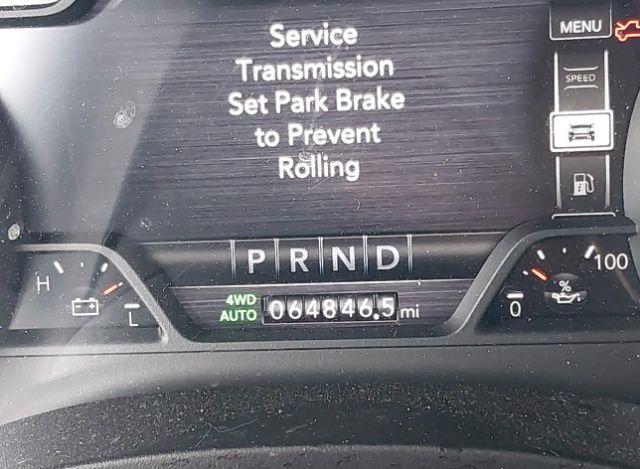 Service
Transmission
Set Park Brake
to Prevent
Rolling
MENU
SPEED
P R N D
H
L
4WD
AUTO
064846.5 mi
0
%
100